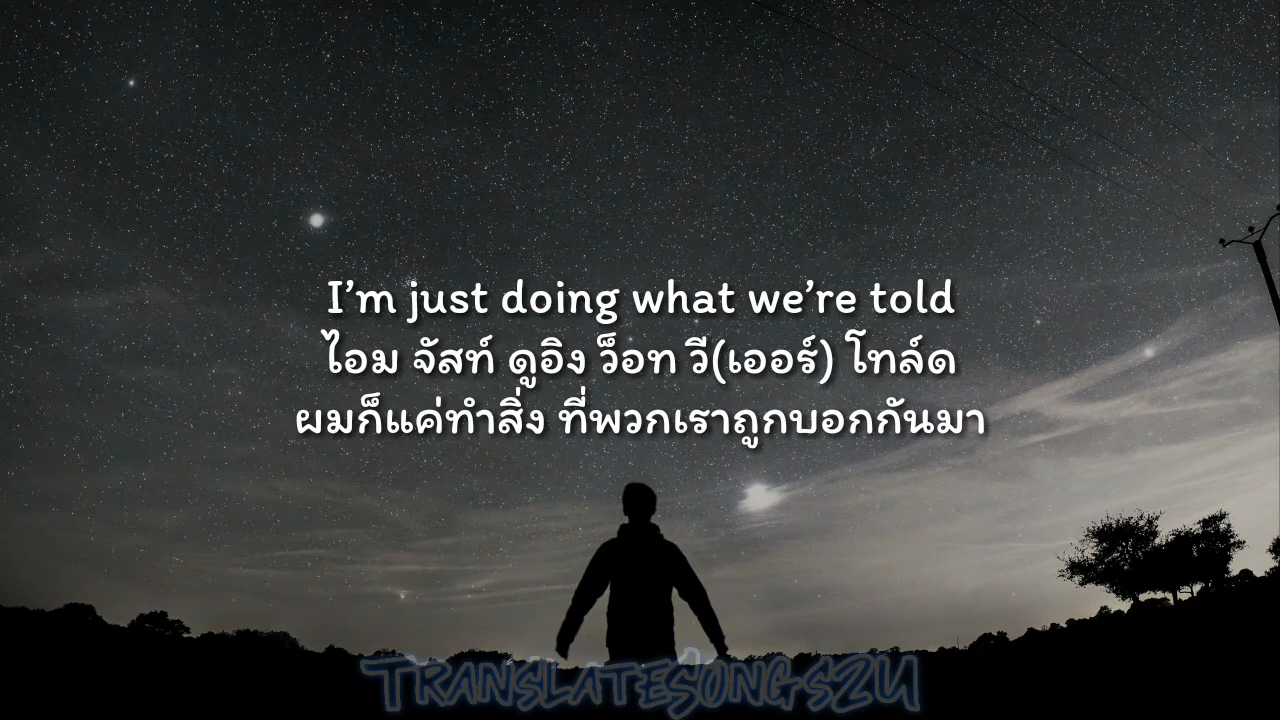 I'm just doing what we're told
ไอม จัสท์ ดูอิง ว็อท วี(เออร์) โทล์ด
ผมก็แค่ทำสิ่ง ที่พวกเราถูกบอกกันมา
TRANSLATESONGS2U